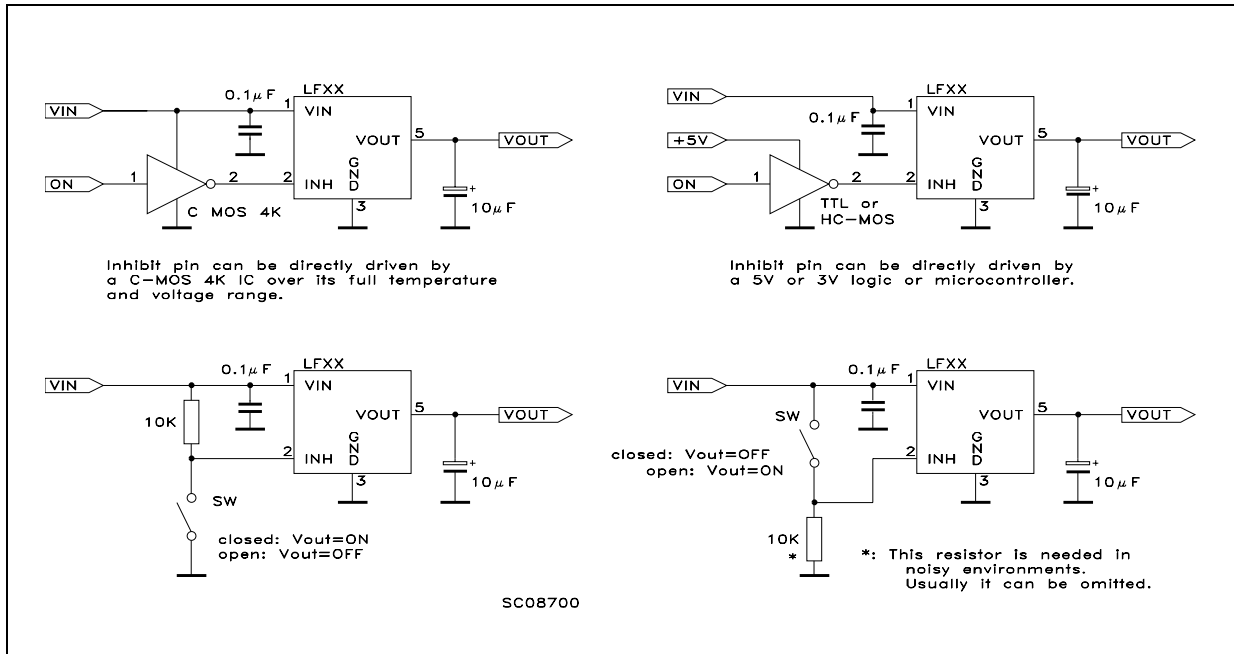 LFXX
VIN
0.1μF
1
VIN
VOUT
5
VOUT
ON
1
2
2
INH
GND
3
C MOS 4K
+
10μF
Inhibit pin can be directly driven by
a C-MOS 4K IC over its full temperature
and voltage range.
LFXX
VIN
0.1μF
1
VIN
+5V
VOUT
5
VOUT
ON
1
2
2
INH
GND
3
TTL or
HC-MOS
+
10μF
Inhibit pin can be directly driven by
a 5V or 3V logic or microcontroller.
LFXX
VIN
0.1μF
1
VIN
10K
VOUT
5
VOUT
2
INH
GND
3
+
10μF
SW
closed: Vout=ON
open: Vout=OFF
LFXX
VIN
0.1μF
1
VIN
SW
VOUT
5
VOUT
closed: Vout=OFF
open: Vout=ON
2
INH
GND
3
+
10μF
10K
*
*: This resistor is needed in
noisy environments.
Usually it can be omitted.
SC08700